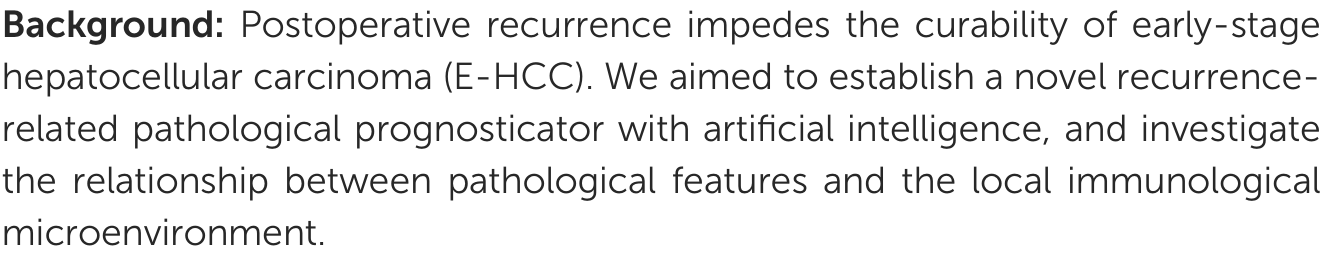 Background: Postoperative recurrence impedes the curability of early-stage
hepatocellular carcinoma (E-HCC). We aimed to establish a novel recurrence-
related pathological prognosticator with artificial intelligence, and investigate
the relationship between pathological features and the local immunological
microenvironment.